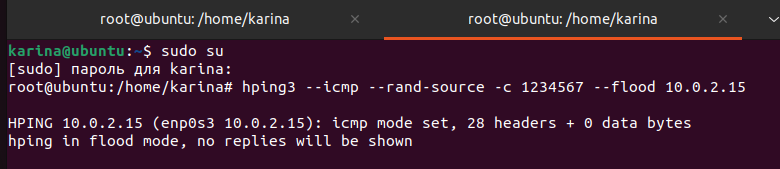 root@ubuntu: /home/karina
root@ubuntu: /home/karina
karina@ubuntu:~$ sudo su
[sudo] пароль для karina:
root@ubuntu:/home/karina# hping3 --icmp --rand-source -c 1234567 --flood 10.0.2.15
HPING 10.0.2.15 (enp0s3 10.0.2.15): icmp mode set, 28 headers + 0 data bytes
hping in flood mode, no replies will be shown